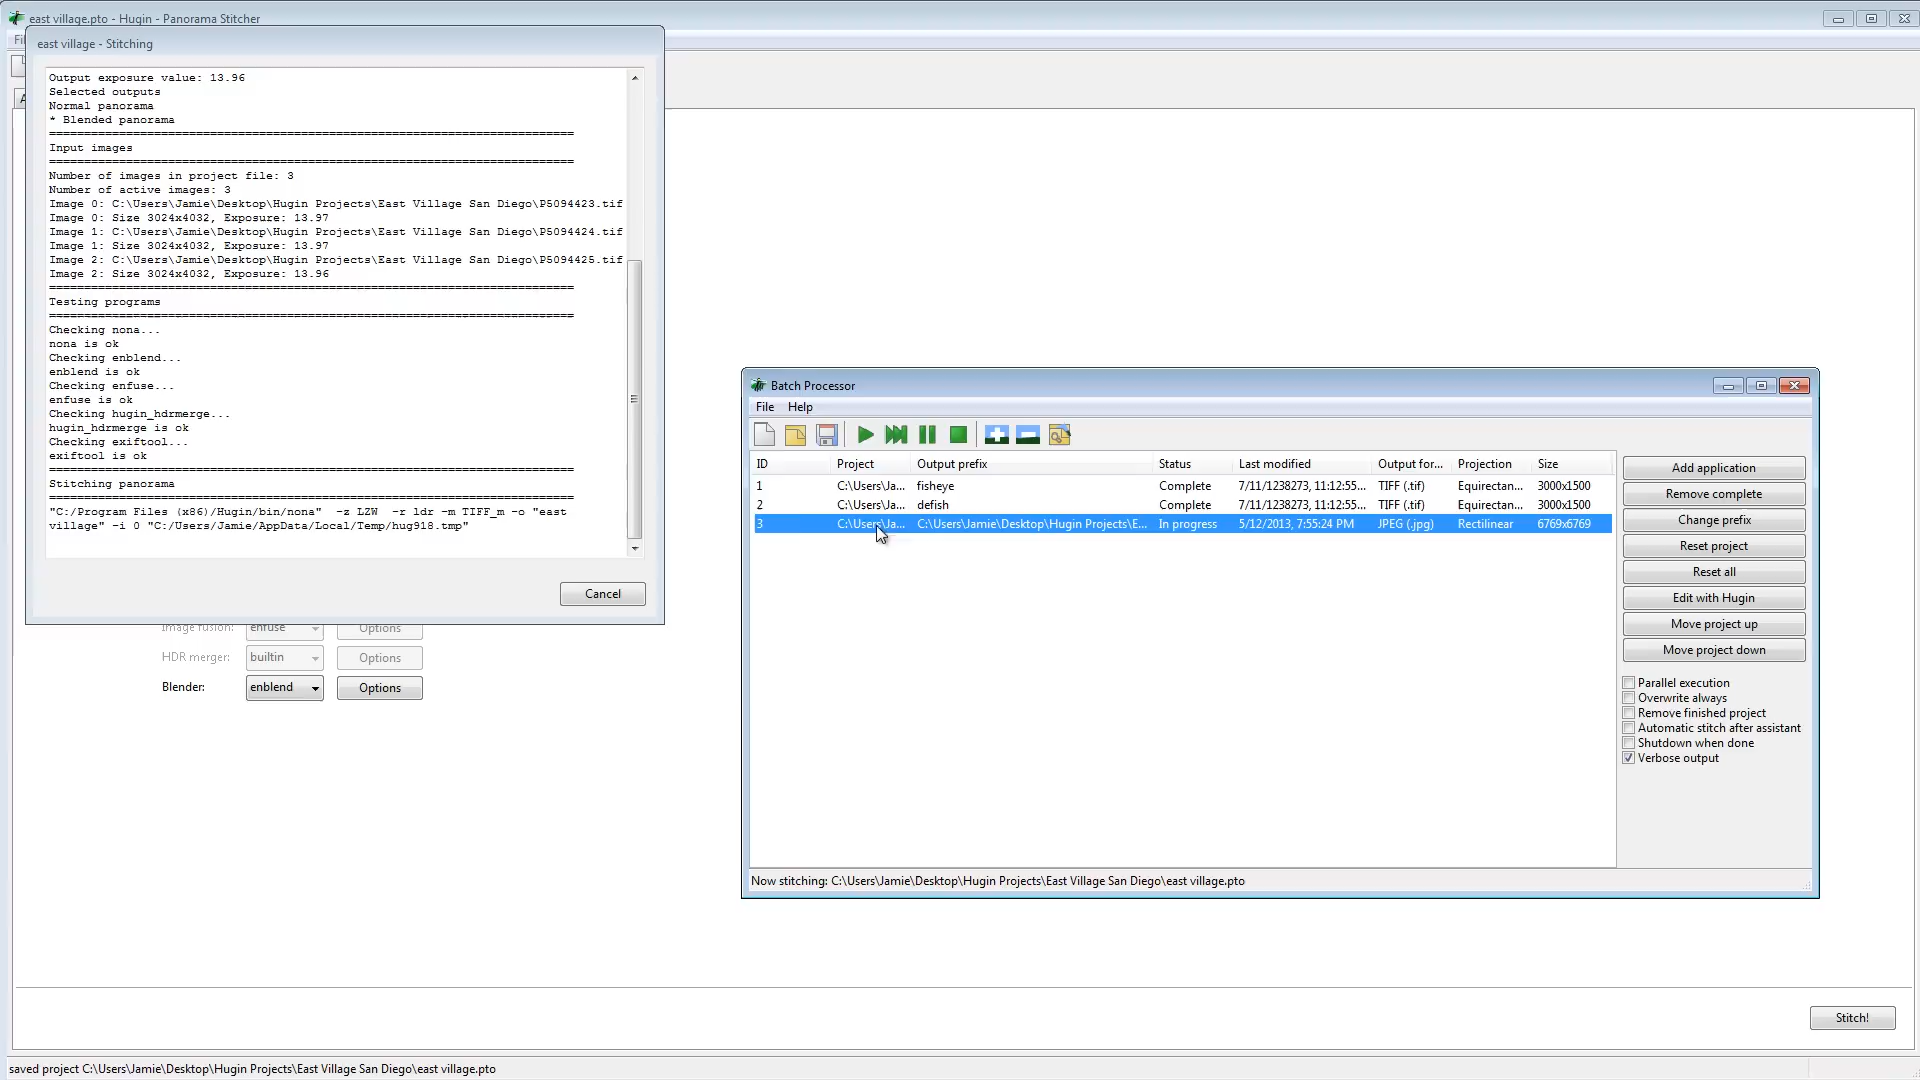 east village.pto - Hugin - Panorama Stitcher
east village - Stitching
Output exposure value: 13.96
Selected outputs
Normal panorama
* Blended panorama
Input images
Number of images in project file: 3
Number of active images: 3
Image 0: C:\Users\Jamie\Desktop\Hugin Projects\East Village San Diego\P5094423.tif
Image 0: Size 3024x4032, Exposure: 13.97
Image 1: C:\Users\Jamie\Desktop\Hugin Projects\East Village San Diego\P5094424.tif
Image 1: Size 3024x4032, Exposure: 13.97
Image 2: C:\Users\Jamie\Desktop\Hugin Projects\East Village San Diego\P5094425.tif
Image 2: Size 3024x4032, Exposure: 13.96
Testing programs
Checking nona...
nona is ok
Checking enblend...
enblend is ok
Checking enfuse...
enfuse is ok
Checking hugin_hdrmerge...
hugin_hdrmerge is ok
Checking exiftool...
exiftool is ok
Stitching panorama
"C:/Program Files (x86)/Hugin/bin/nona"  -z LZW  -r ldr -m TIFF_m -o "east
village" -i 0 "C:/Users/Jamie/AppData/Local/Temp/hug918.tmp"
Cancel
Image fusion: enfuse Options
HDR merger: builtin Options
Blender: enblend Options
Batch Processor
File Help
ID Project Output prefix Status Last modified Output for... Projection Size
1 C:\Users\Ja... fisheye Complete 7/11/1238273, 11:12:55... TIFF (.tif) Equirectan... 3000x1500
2 C:\Users\Ja... defish Complete 7/11/1238273, 11:12:55... TIFF (.tif) Equirectan... 3000x1500
3 C:\Users\Ja... C:\Users\Jamie\Desktop\Hugin Projects\E... In progress 5/12/2013, 7:55:24 PM JPEG (.jpg) Rectilinear 6769x6769
Add application
Remove complete
Change prefix
Reset project
Reset all
Edit with Hugin
Move project up
Move project down
Parallel execution
Overwrite always
Remove finished project
Automatic stitch after assistant
Shutdown when done
Verbose output
Now stitching: C:\Users\Jamie\Desktop\Hugin Projects\East Village San Diego\east village.pto
Stitch!
saved project C:\Users\Jamie\Desktop\Hugin Projects\East Village San Diego\east village.pto